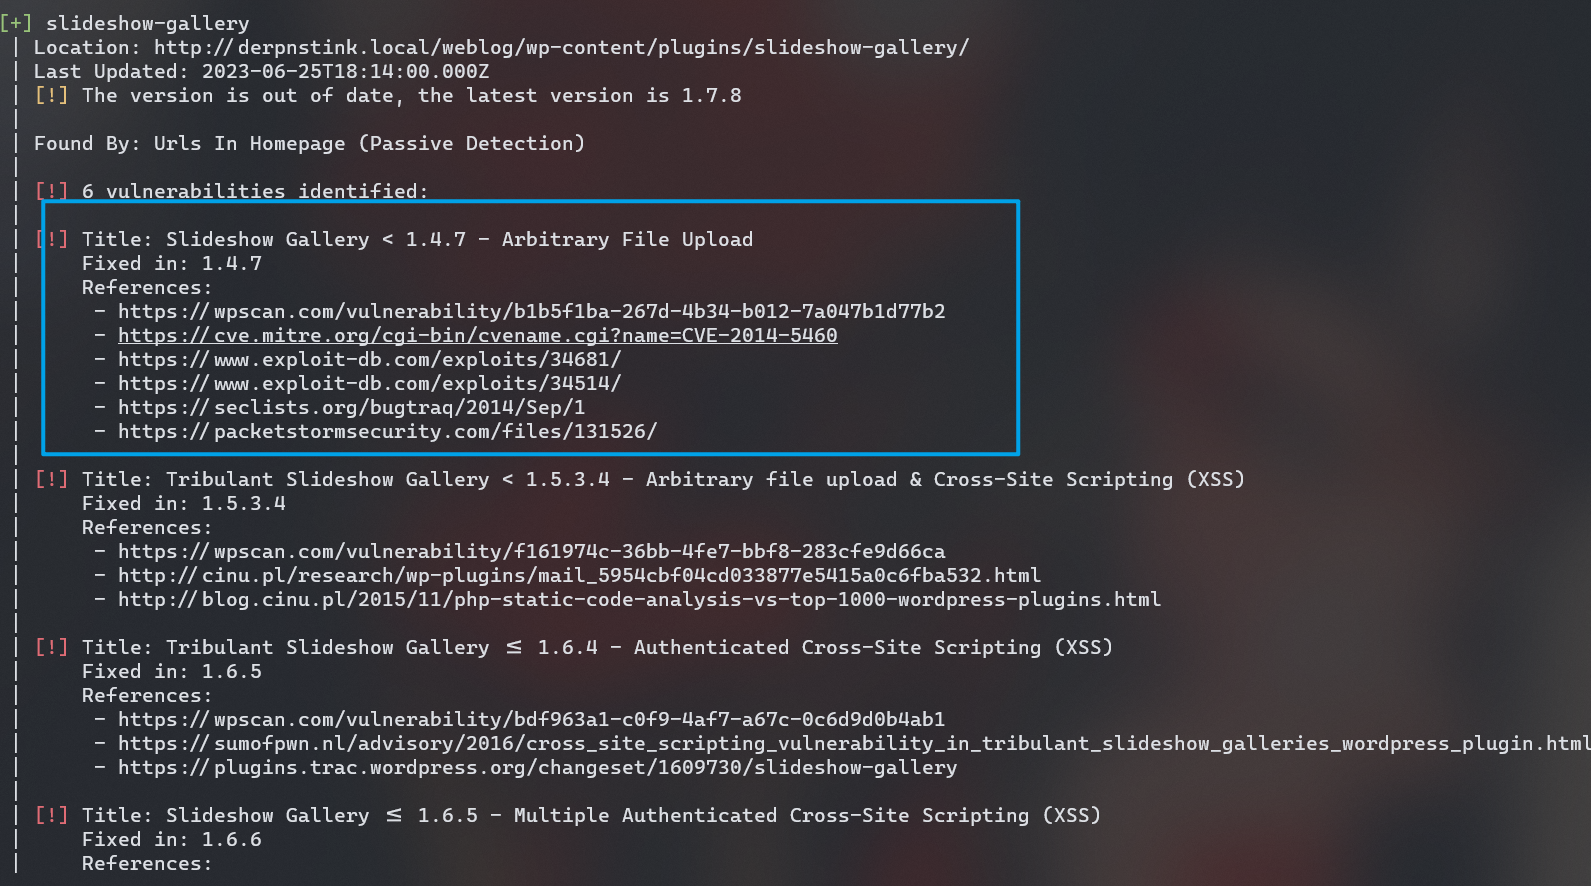 [+] slideshow-gallery
| Location: http://derpnstink.local/weblog/wp-content/plugins/slideshow-gallery/
| Last Updated: 2023-06-25T18:14:00.000Z
| [!] The version is out of date, the latest version is 1.7.8
|
| Found By: Urls In Homepage (Passive Detection)
|
| [!] 6 vulnerabilities identified:
|
| [!] Title: Slideshow Gallery < 1.4.7 - Arbitrary File Upload
|     Fixed in: 1.4.7
|     References:
|      - https://wpscan.com/vulnerability/b1b5f1ba-267d-4b34-b012-7a047b1d77b2
|      - https://cve.mitre.org/cgi-bin/cvename.cgi?name=CVE-2014-5460
|      - https://www.exploit-db.com/exploits/34681/
|      - https://www.exploit-db.com/exploits/34514/
|      - https://seclists.org/bugtraq/2014/Sep/1
|      - https://packetstormsecurity.com/files/131526/
|
| [!] Title: Tribulant Slideshow Gallery < 1.5.3.4 - Arbitrary file upload & Cross-Site Scripting (XSS)
|     Fixed in: 1.5.3.4
|     References:
|      - https://wpscan.com/vulnerability/f161974c-36bb-4fe7-bbf8-283cfe9d66ca
|      - http://cinu.pl/research/wp-plugins/mail_5954cbf04cd033877e5415a0c6fba532.html
|      - http://blog.cinu.pl/2015/11/php-static-code-analysis-vs-top-1000-wordpress-plugins.html
|
| [!] Title: Tribulant Slideshow Gallery ≤ 1.6.4 - Authenticated Cross-Site Scripting (XSS)
|     Fixed in: 1.6.5
|     References:
|      - https://wpscan.com/vulnerability/bdf963a1-c0f9-4af7-a67c-0c6d9d0b4ab1
|      - https://sumofpwn.nl/advisory/2016/cross_site_scripting_vulnerability_in_tribulant_slideshow_galleries_wordpress_plugin.html
|      - https://plugins.trac.wordpress.org/changeset/1609730/slideshow-gallery
|
| [!] Title: Slideshow Gallery ≤ 1.6.5 - Multiple Authenticated Cross-Site Scripting (XSS)
|     Fixed in: 1.6.6
|     References: